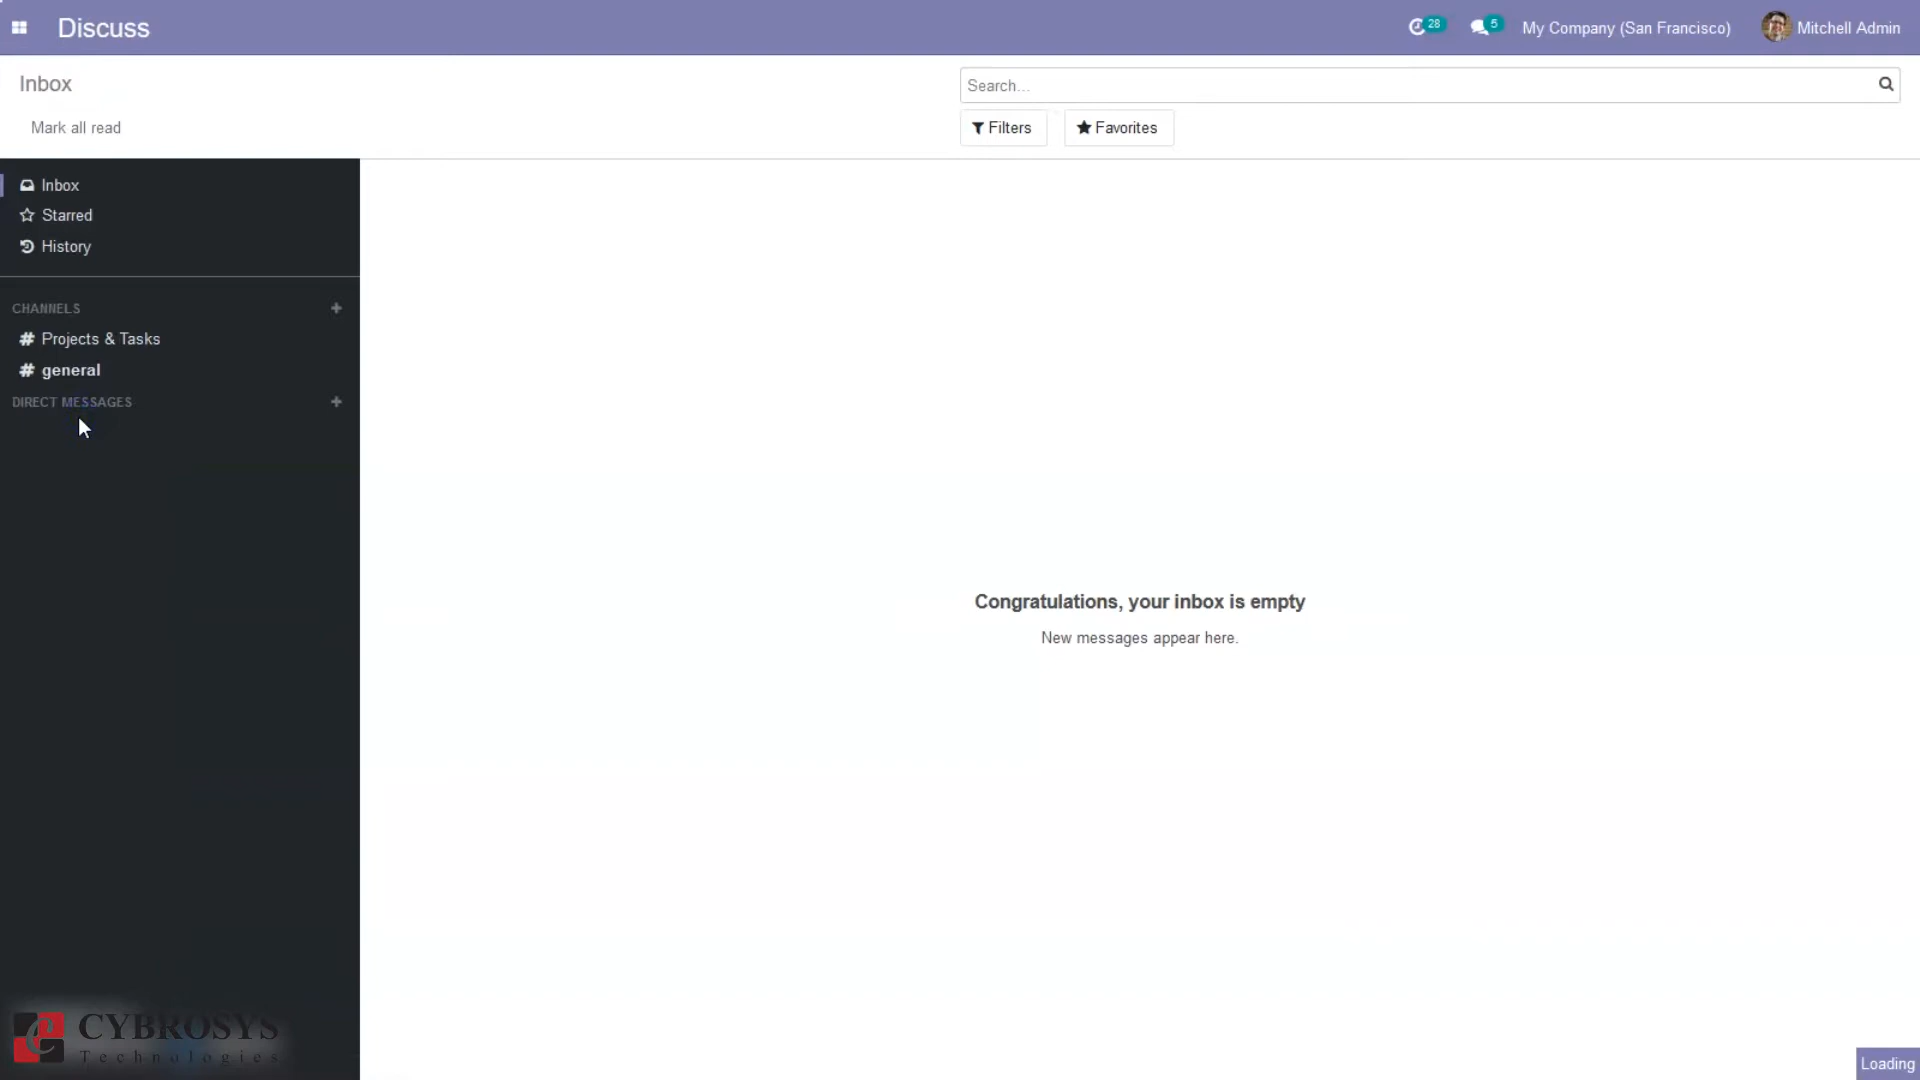 Discuss
28
5
My Company (San Francisco)
Mitchell Admin
Inbox
Search...
Mark all read
Filters
Favorites
Inbox
Starred
History
CHANNELS
# Projects & Tasks
# general
DIRECT MESSAGES
Congratulations, your inbox is empty
New messages appear here.
CYBROSYS
Technologies
Loading